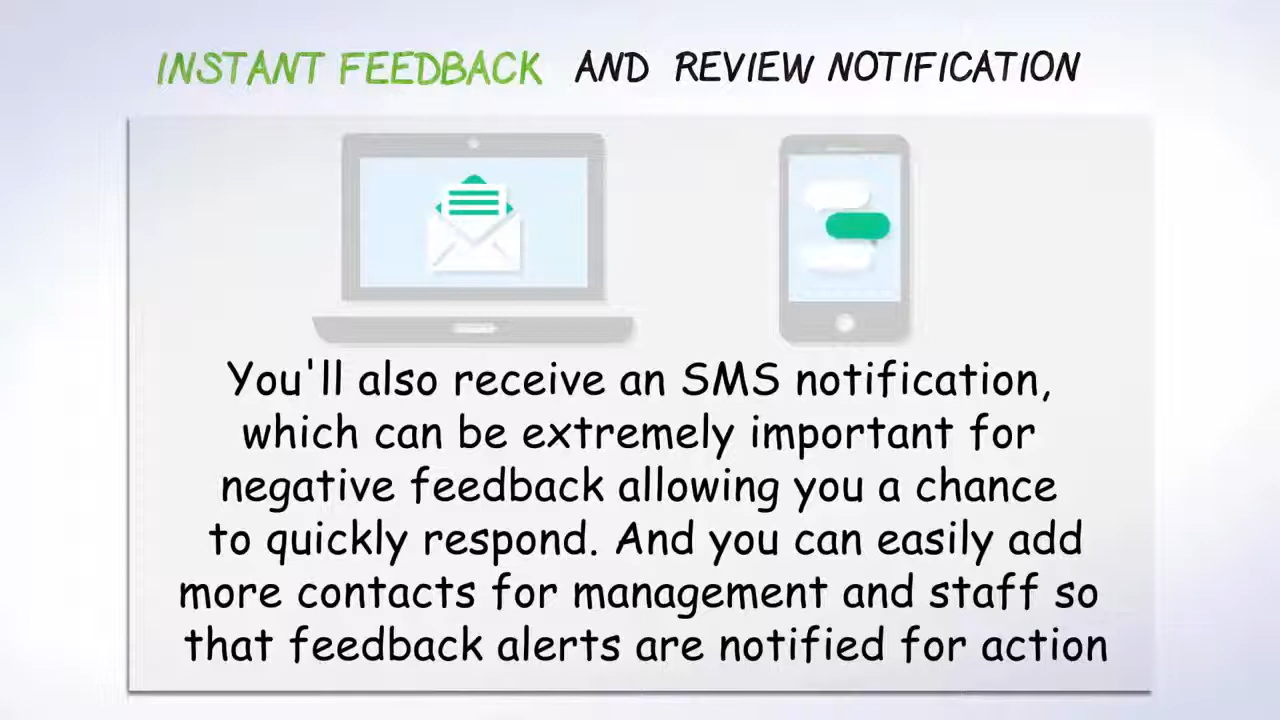 INSTANT FEEDBACK AND REVIEW NOTIFICATION
You'll also receive an SMS notification,
which can be extremely important for
negative feedback allowing you a chance
to quickly respond. And you can easily add
more contacts for management and staff so
that feedback alerts are notified for action